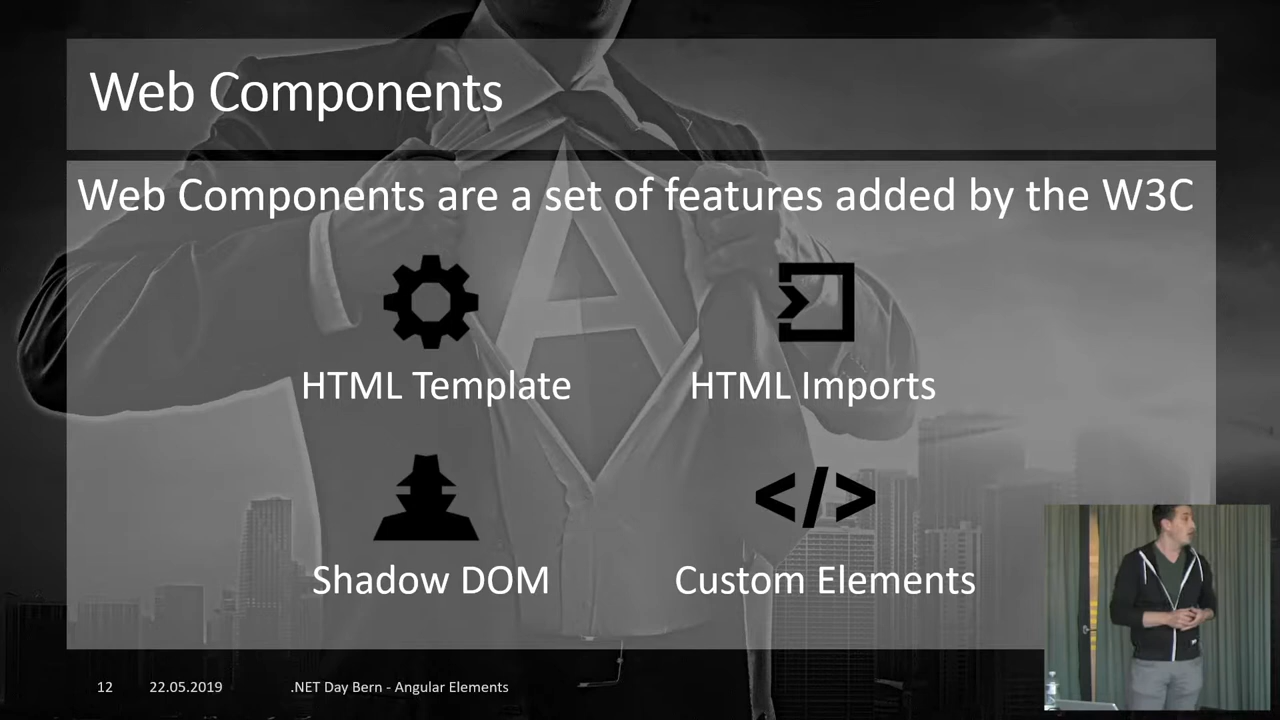 Web Components
Web Components are a set of features added by the W3C
HTML Template
HTML Imports
</>
Shadow DOM
Custom Elements
12
22.05.2019
.NET Day Bern - Angular Elements
A